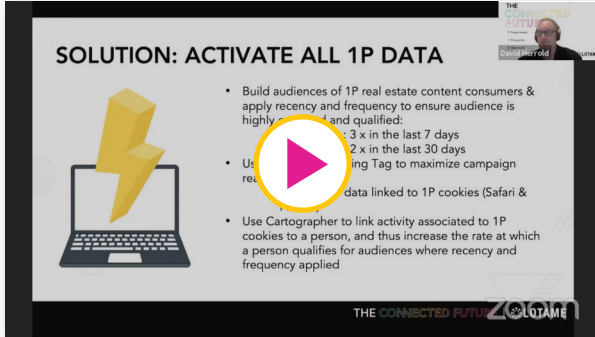 THE
CONNECTED
FUTURE
David Herrold
LOTAME
SOLUTION: ACTIVATE ALL 1P DATA
• Build audiences of 1P real estate content consumers &
apply recency and frequency to ensure audience is
highly and qualified:
: 3 x in the last 7 days
2 x in the last 30 days
• Tag to maximize campaign
data linked to 1P cookies (Safari &
• Use Cartographer to link activity associated to 1P
cookies to a person, and thus increase the rate at which
a person qualifies for audiences where recency and
frequency applied
THE CONNECTED FUTU
zoom
LOTAME